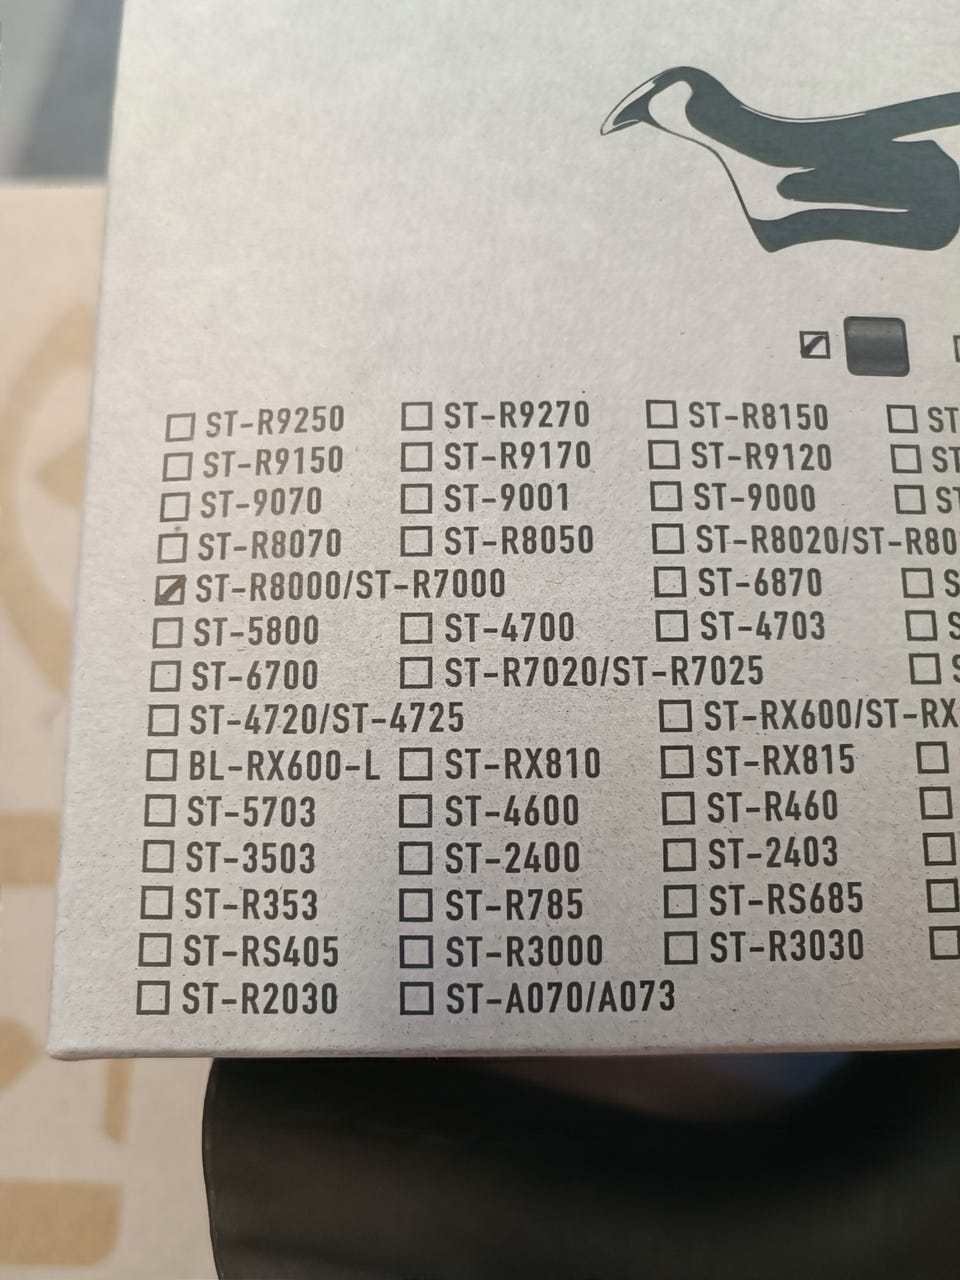 ST-R9250 ST-R9270 ST-R8150 ST
ST-R9150 ST-R9170 ST-R9120 ST
ST-9070 ST-9001 ST-9000 ST
ST-R8070 ST-R8050 ST-R8020/ST-R80
ST-R8000/ST-R7000 ST-6870 S
ST-5800 ST-4700 ST-4703 S
ST-6700 ST-R7020/ST-R7025 S
ST-4720/ST-4725 ST-RX600/ST-RX
BL-RX600-L ST-RX810 ST-RX815
ST-5703 ST-4600 ST-R460
ST-3503 ST-2400 ST-2403
ST-R353 ST-R785 ST-RS685
ST-RS405 ST-R3000 ST-R3030
ST-R2030 ST-A070/A073